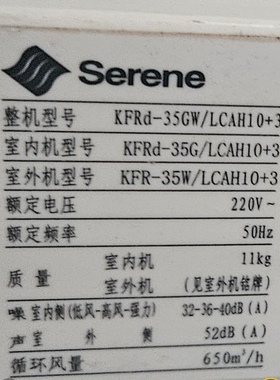 Serene
整机型号 KFRd-35GW/LCAH10+3
室内机型号 KFRd-35G/LCAH10+3
室外机型号 KFR-35W/LCAH10+3
额定电压 220V~
额定频率 50Hz
质量 室内机 11kg
室外机 (见室外机铭牌)
噪声 室内侧(低风-高风-强力) 32-36-40dB(A)
室外侧 52dB(A)
循环风量 650m³/h